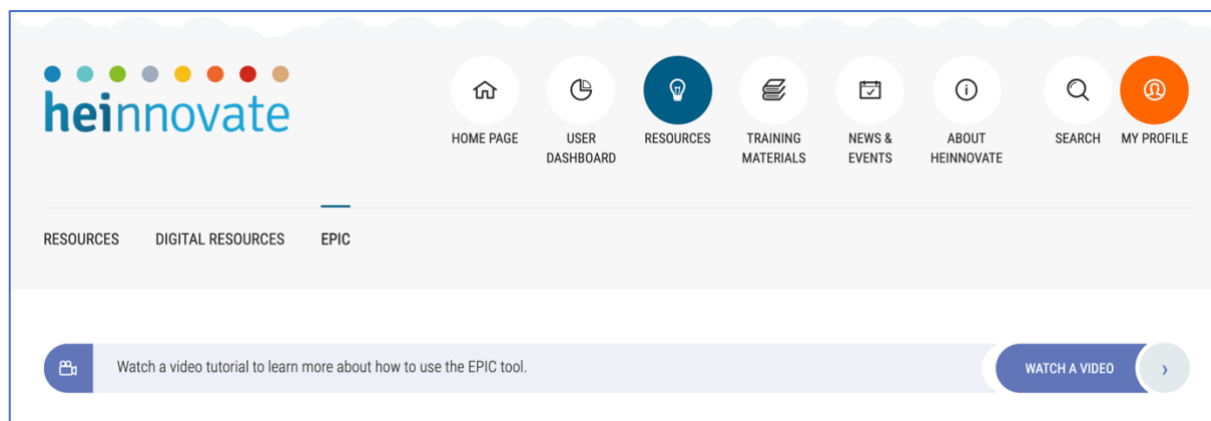 heinnovate
HOME PAGE
USER
DASHBOARD
RESOURCES
TRAINING
MATERIALS
NEWS &
EVENTS
ABOUT
HEINNOVATE
SEARCH
MY PROFILE
RESOURCES
DIGITAL RESOURCES
EPIC
Watch a video tutorial to learn more about how to use the EPIC tool.
WATCH A VIDEO